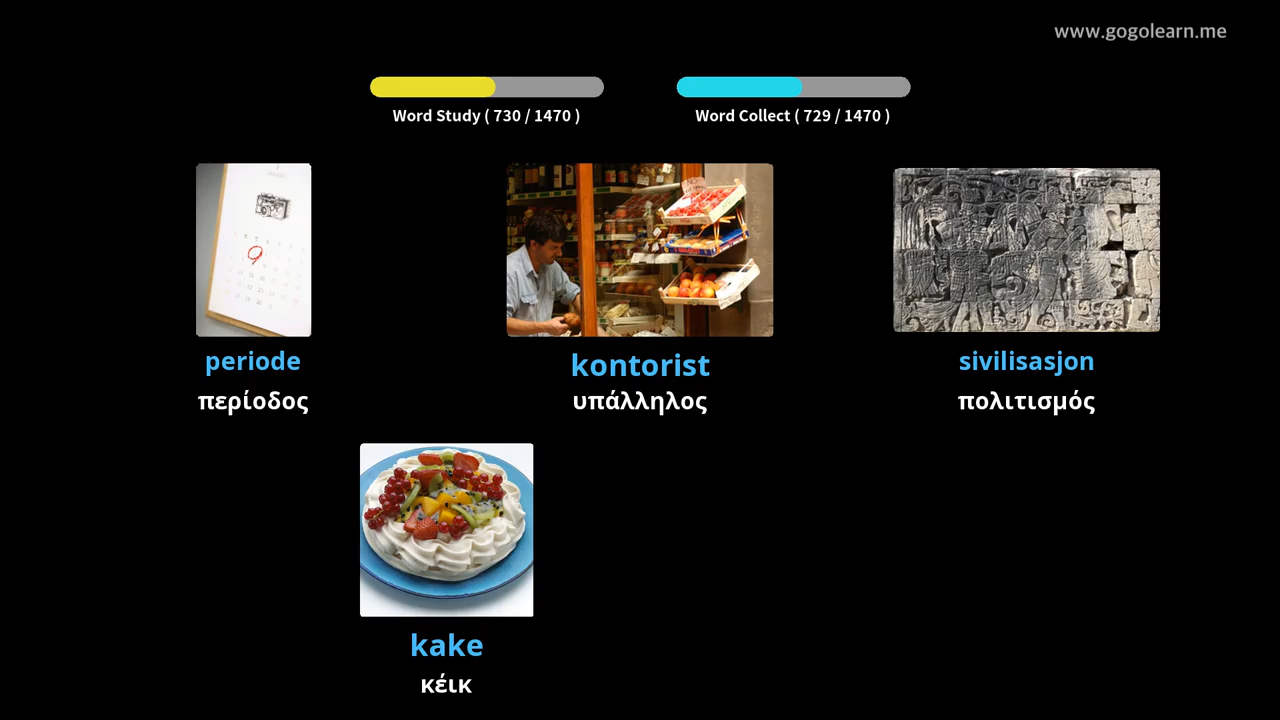 www.gogolearn.me
Word Study ( 730 / 1470 )
Word Collect ( 729 / 1470 )
periode
περίοδος
kontorist
υπάλληλος
sivilisasjon
πολιτισμός
kake
κέικ